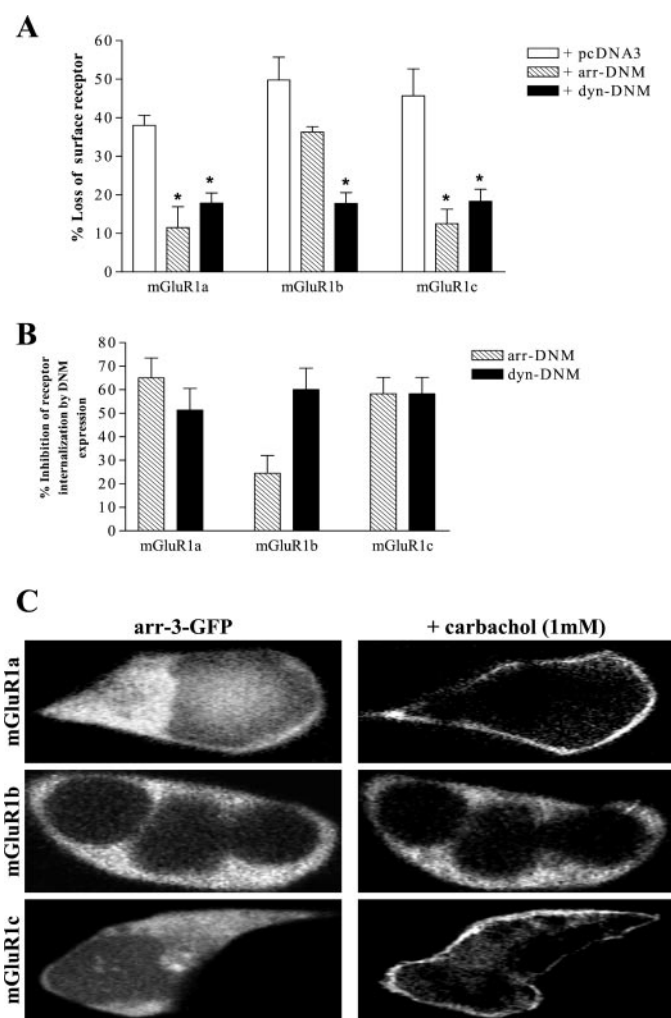 A
% Loss of surface receptor
60
50
40
30
20
10
0
* * * * *
mGluR1a mGluR1b mGluR1c
+ pcDNA3
+ arr-DNM
+ dyn-DNM
B
% Inhibition of receptor
internalization by DNM
expression
80
70
60
50
40
30
20
10
0
mGluR1a mGluR1b mGluR1c
arr-DNM
dyn-DNM
C
arr-3-GFP + carbachol (1mM)
mGluR1a
mGluR1b
mGluR1c